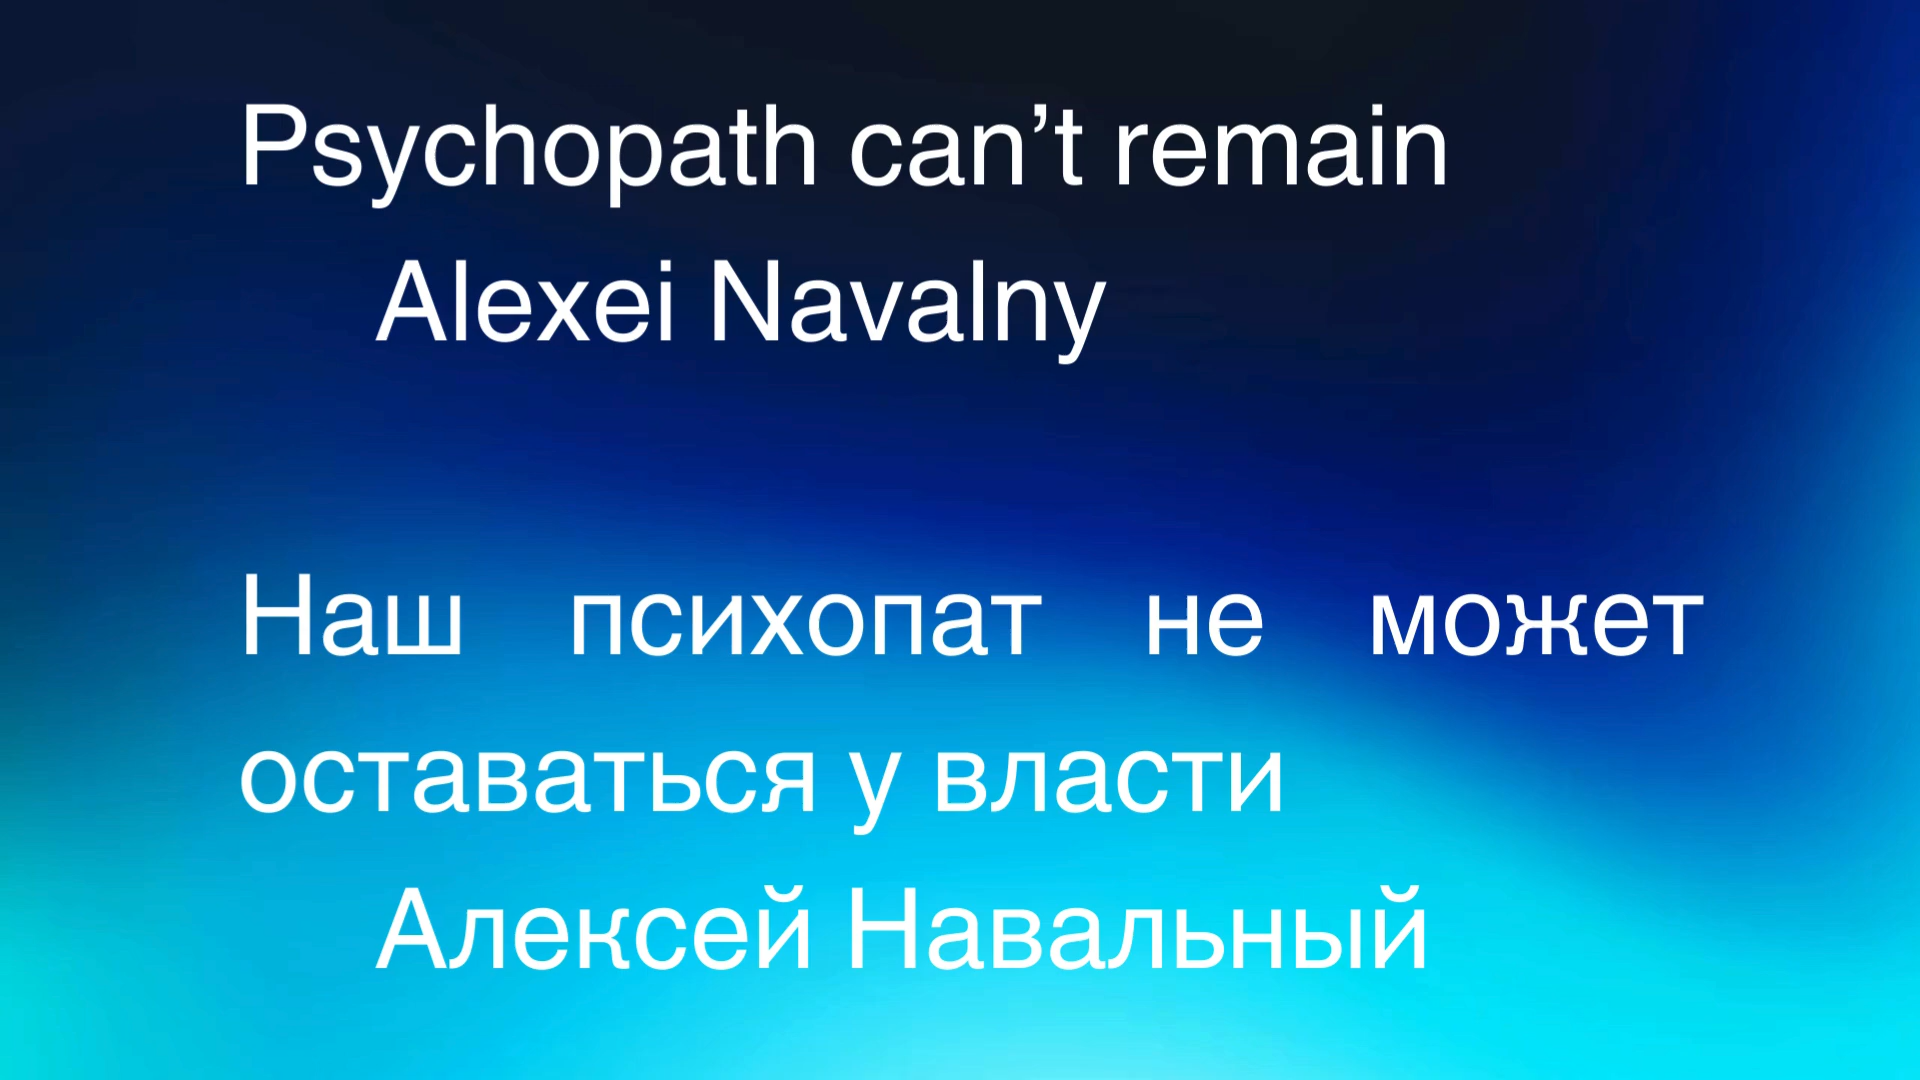 Psychopath can’t remain
Alexei Navalny
Наш психопат не может
оставаться у власти
Алексей Навальный